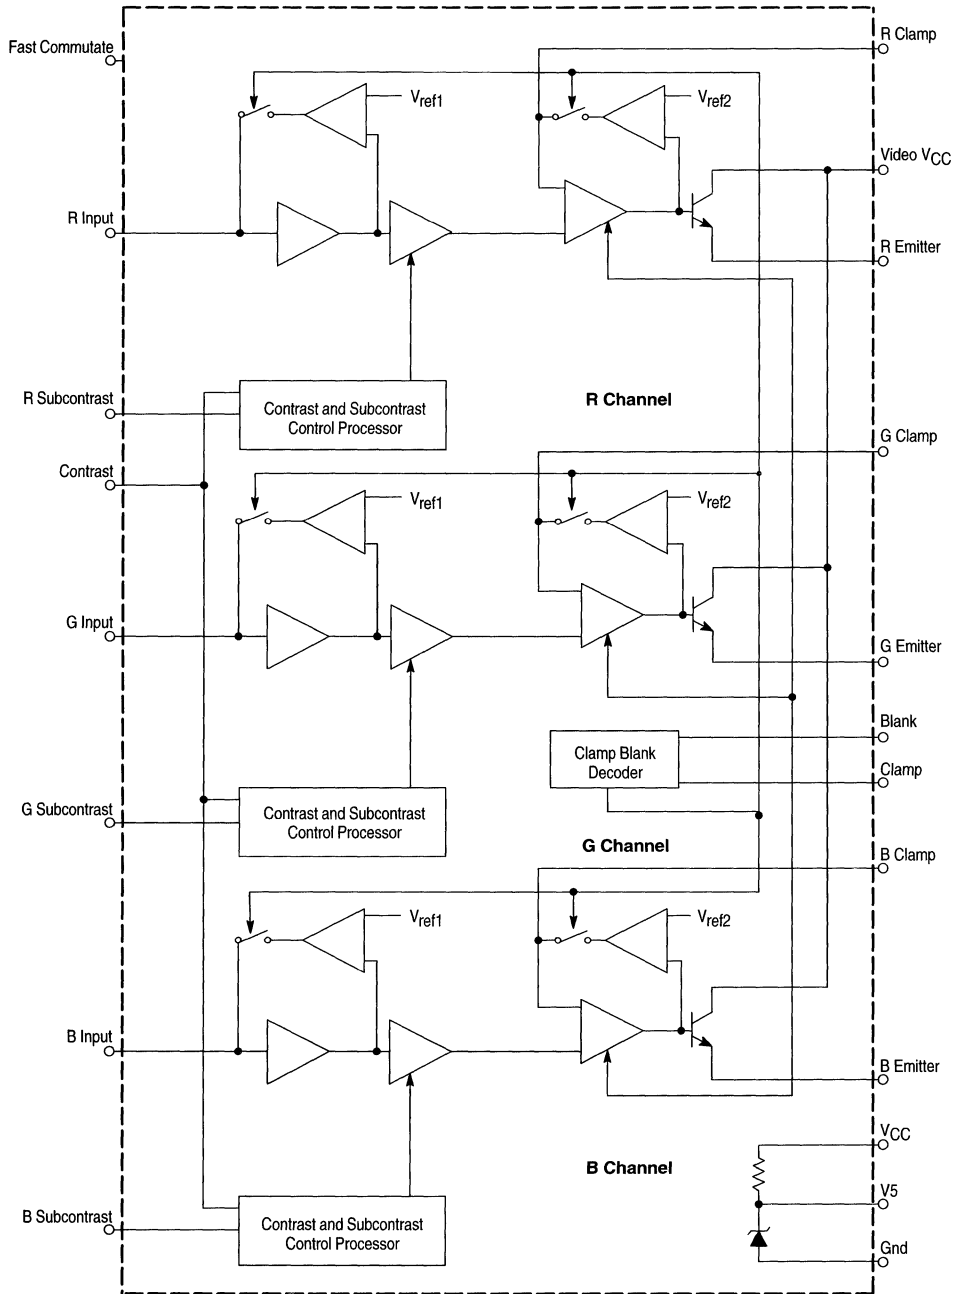 Fast Commutate
R Clamp
Vref1
Vref2
Video VCC
R Input
R Emitter
R Subcontrast
Contrast and Subcontrast
Control Processor
R Channel
G Clamp
Contrast
Vref1
Vref2
G Input
G Emitter
Blank
Clamp Blank
Decoder
Clamp
G Subcontrast
Contrast and Subcontrast
Control Processor
G Channel
B Clamp
Vref1
Vref2
B Input
B Emitter
VCC
B Channel
V5
B Subcontrast
Contrast and Subcontrast
Control Processor
Gnd